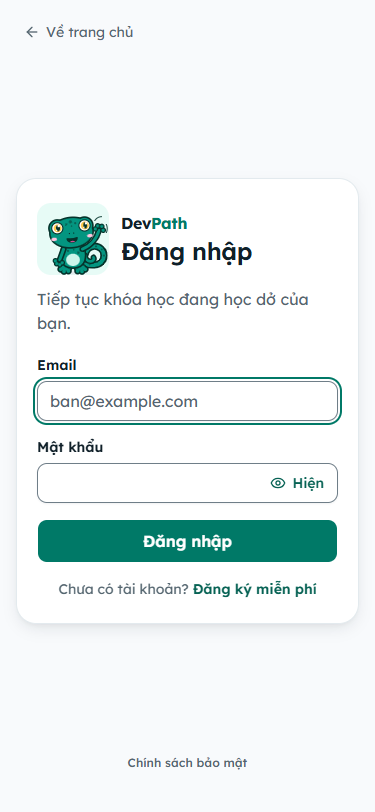 Về trang chủ
DevPath
Đăng nhập
Tiếp tục khóa học đang học dở của
bạn.
Email
ban@example.com
Mật khẩu
Hiện
Đăng nhập
Chưa có tài khoản? Đăng ký miễn phí
Chính sách bảo mật